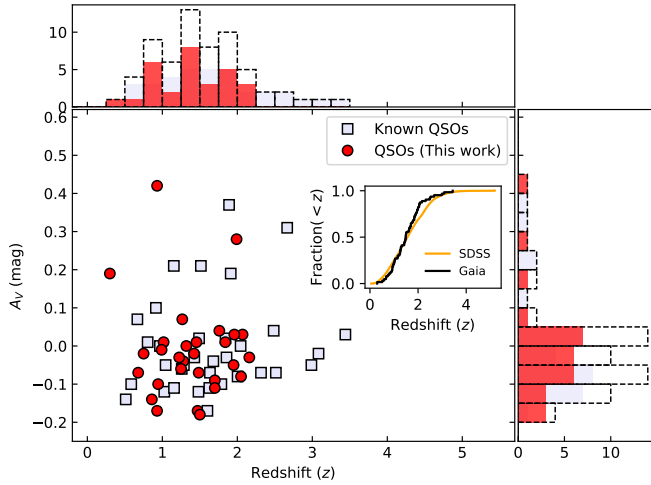 10
5
0
0.6
0.5
0.4
0.3
0.2
0.1
0.0
−0.1
−0.2
A_V (mag)
Known QSOs
QSOs (This work)
1.0
0.5
0.0
Fraction(< z)
SDSS
Gaia
0 2 4
Redshift (z)
0 1 2 3 4 5
Redshift (z)
0 5 10